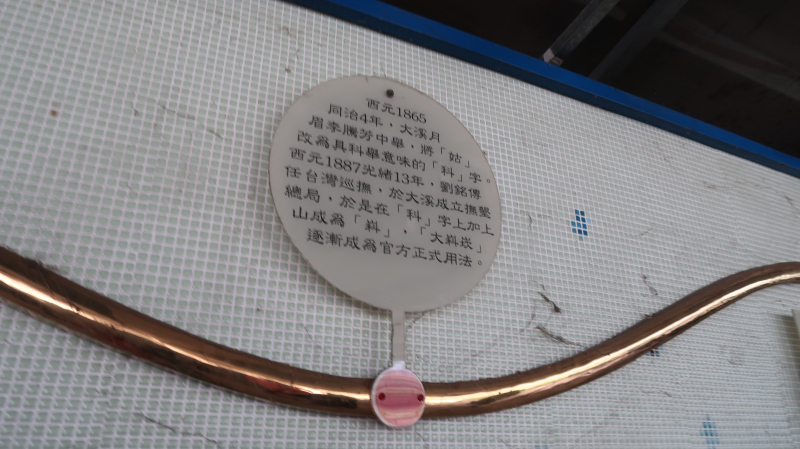 西元1865
同治4年，大溪月
眉李騰芳中舉，將「姑」
改為具科舉意味的「科」字。
西元1887光緒13年，劉銘傳
任台灣巡撫，於大溪成立撫墾
總局，於是在「科」字上加上
山成為「嵙」，「大嵙崁」
逐漸成為官方正式用法。